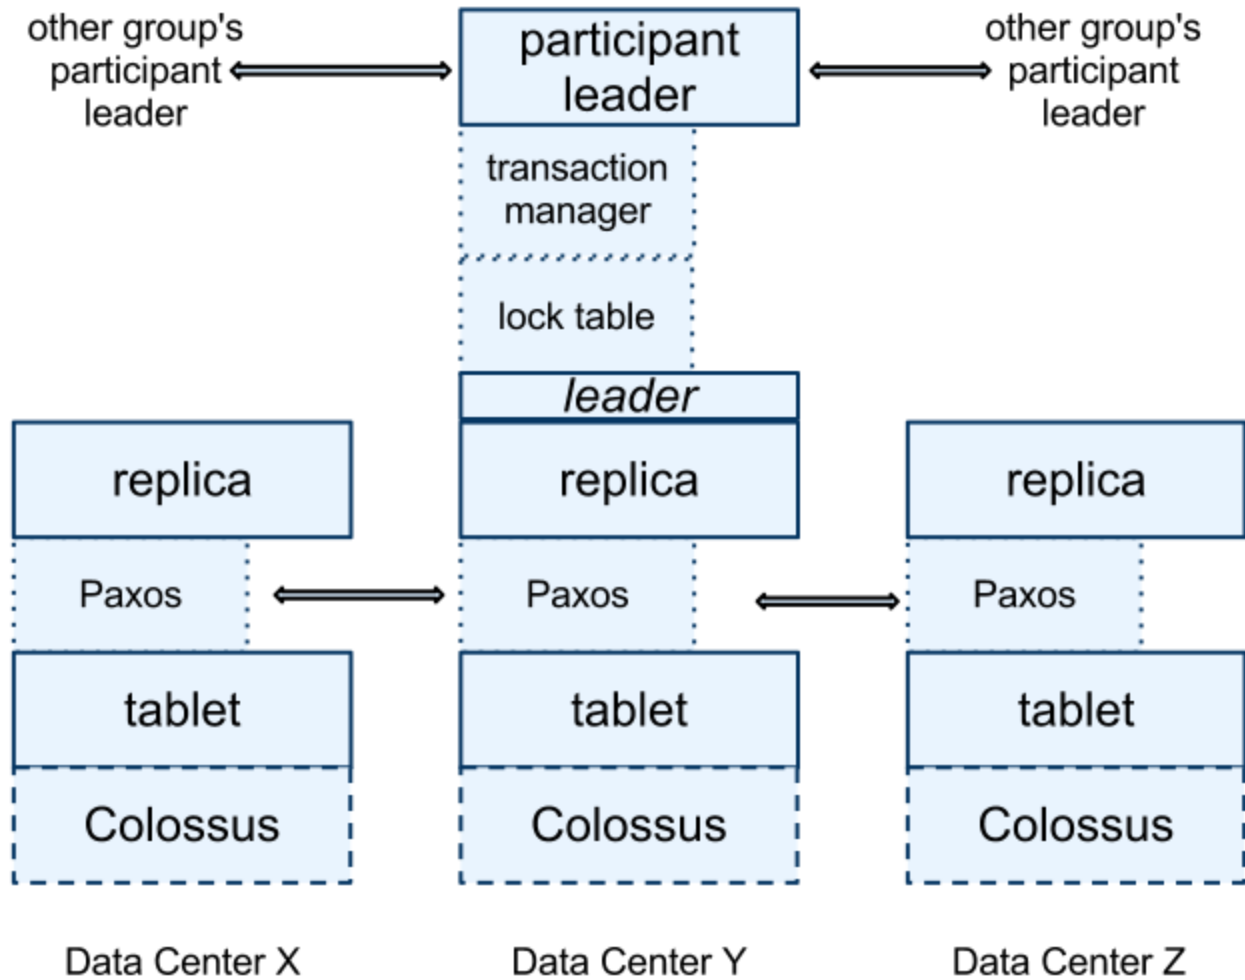 other group's
participant
leader
participant
leader
other group's
participant
leader
transaction
manager
lock table
leader
replica
replica
replica
Paxos
Paxos
Paxos
tablet
tablet
tablet
Colossus
Colossus
Colossus
Data Center X
Data Center Y
Data Center Z